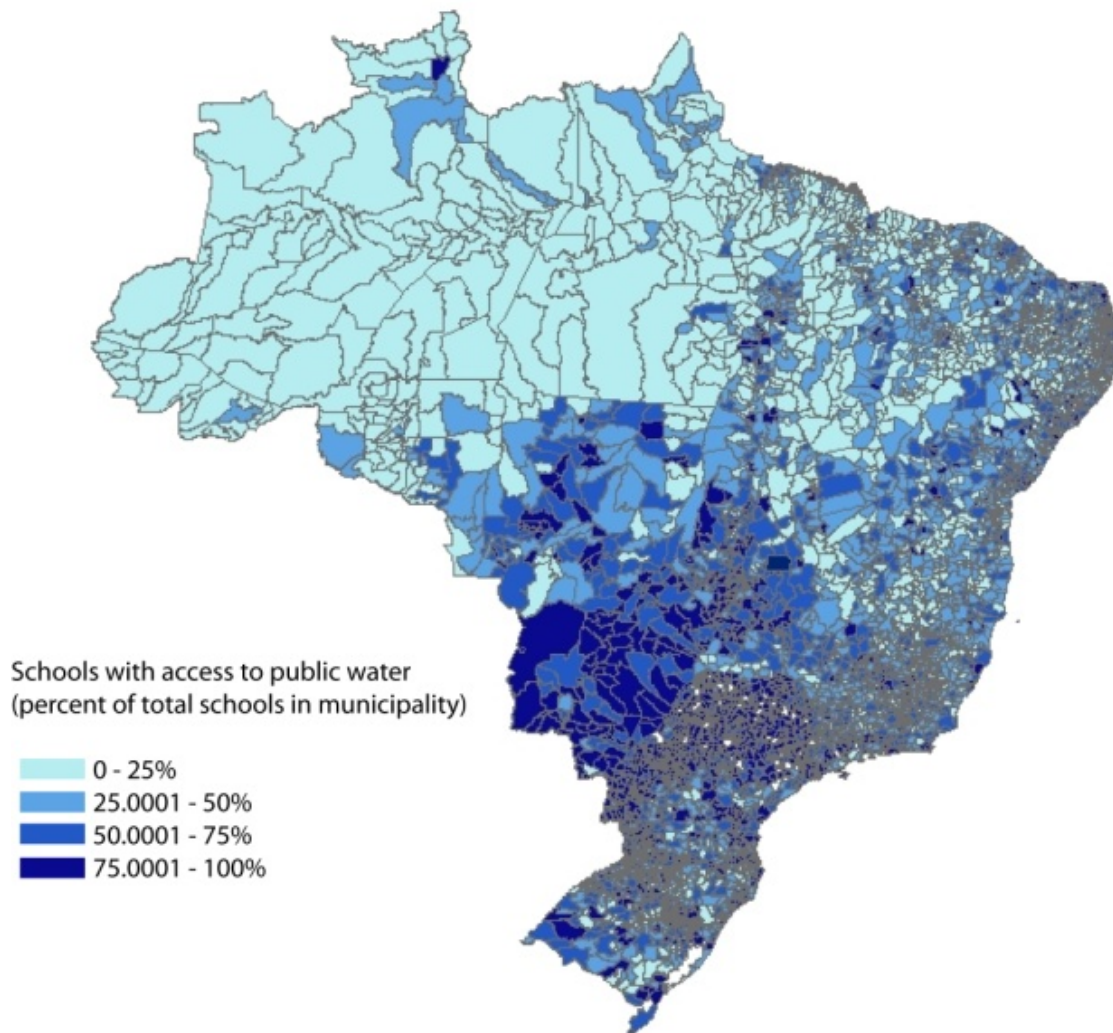 Schools with access to public water
(percent of total schools in municipality)
0 - 25%
25.0001 - 50%
50.0001 - 75%
75.0001 - 100%